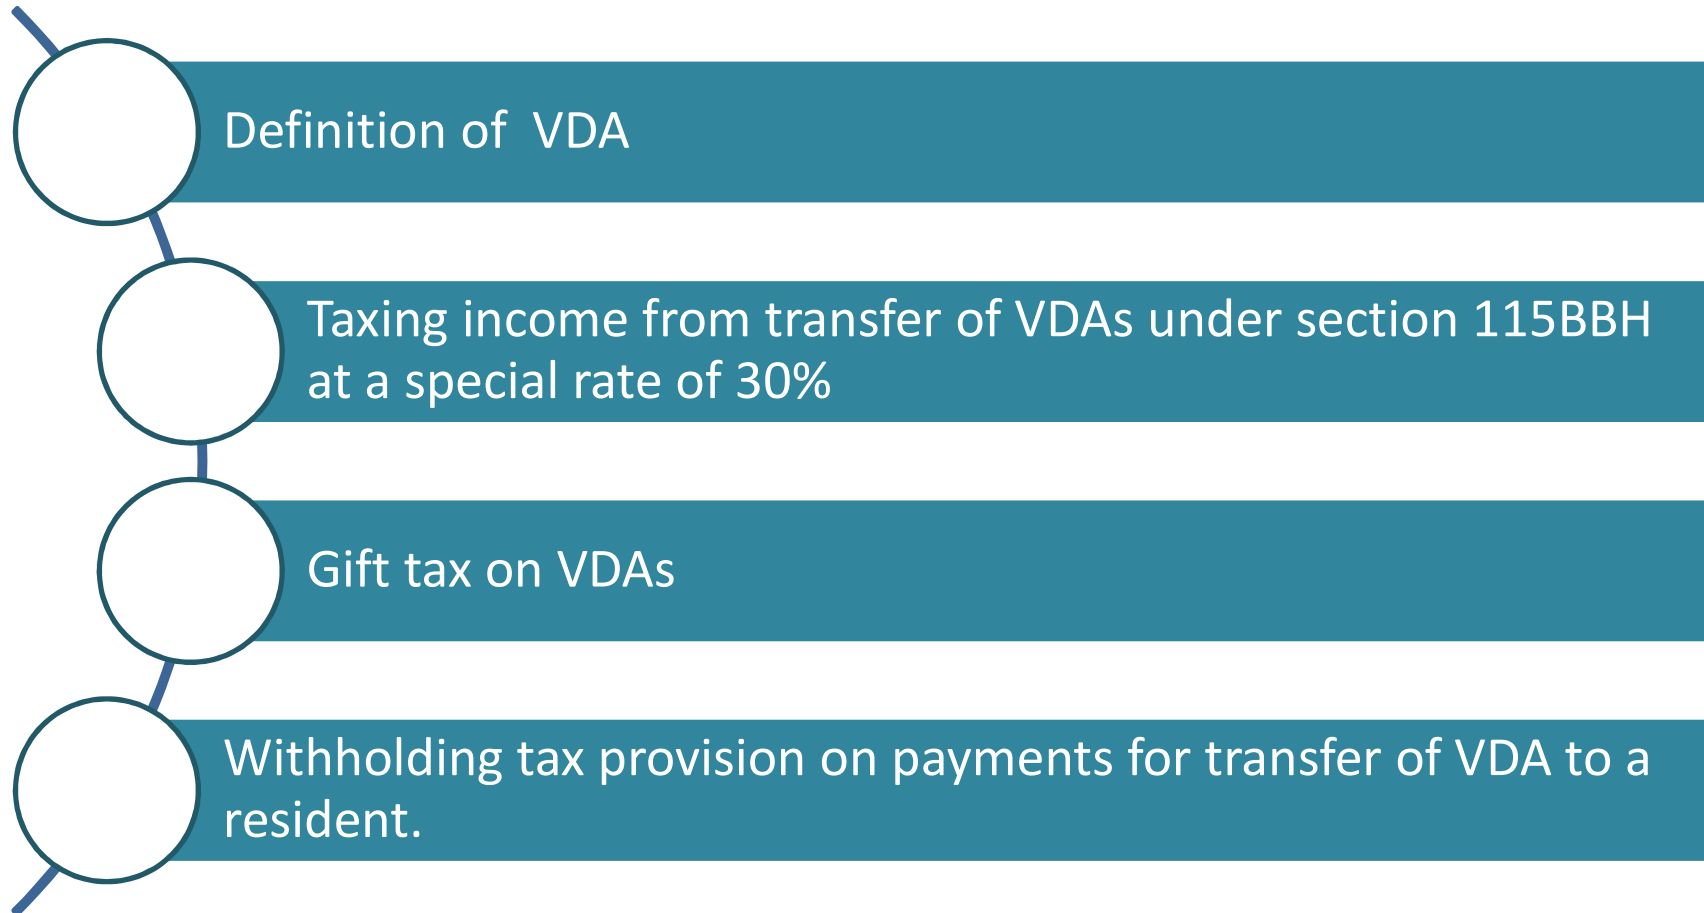 Definition of  VDA
Taxing income from transfer of VDAs under section 115BBH
at a special rate of 30%
Gift tax on VDAs
Withholding tax provision on payments for transfer of VDA to a
resident.